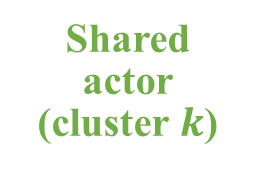 Shared
actor
(cluster k)